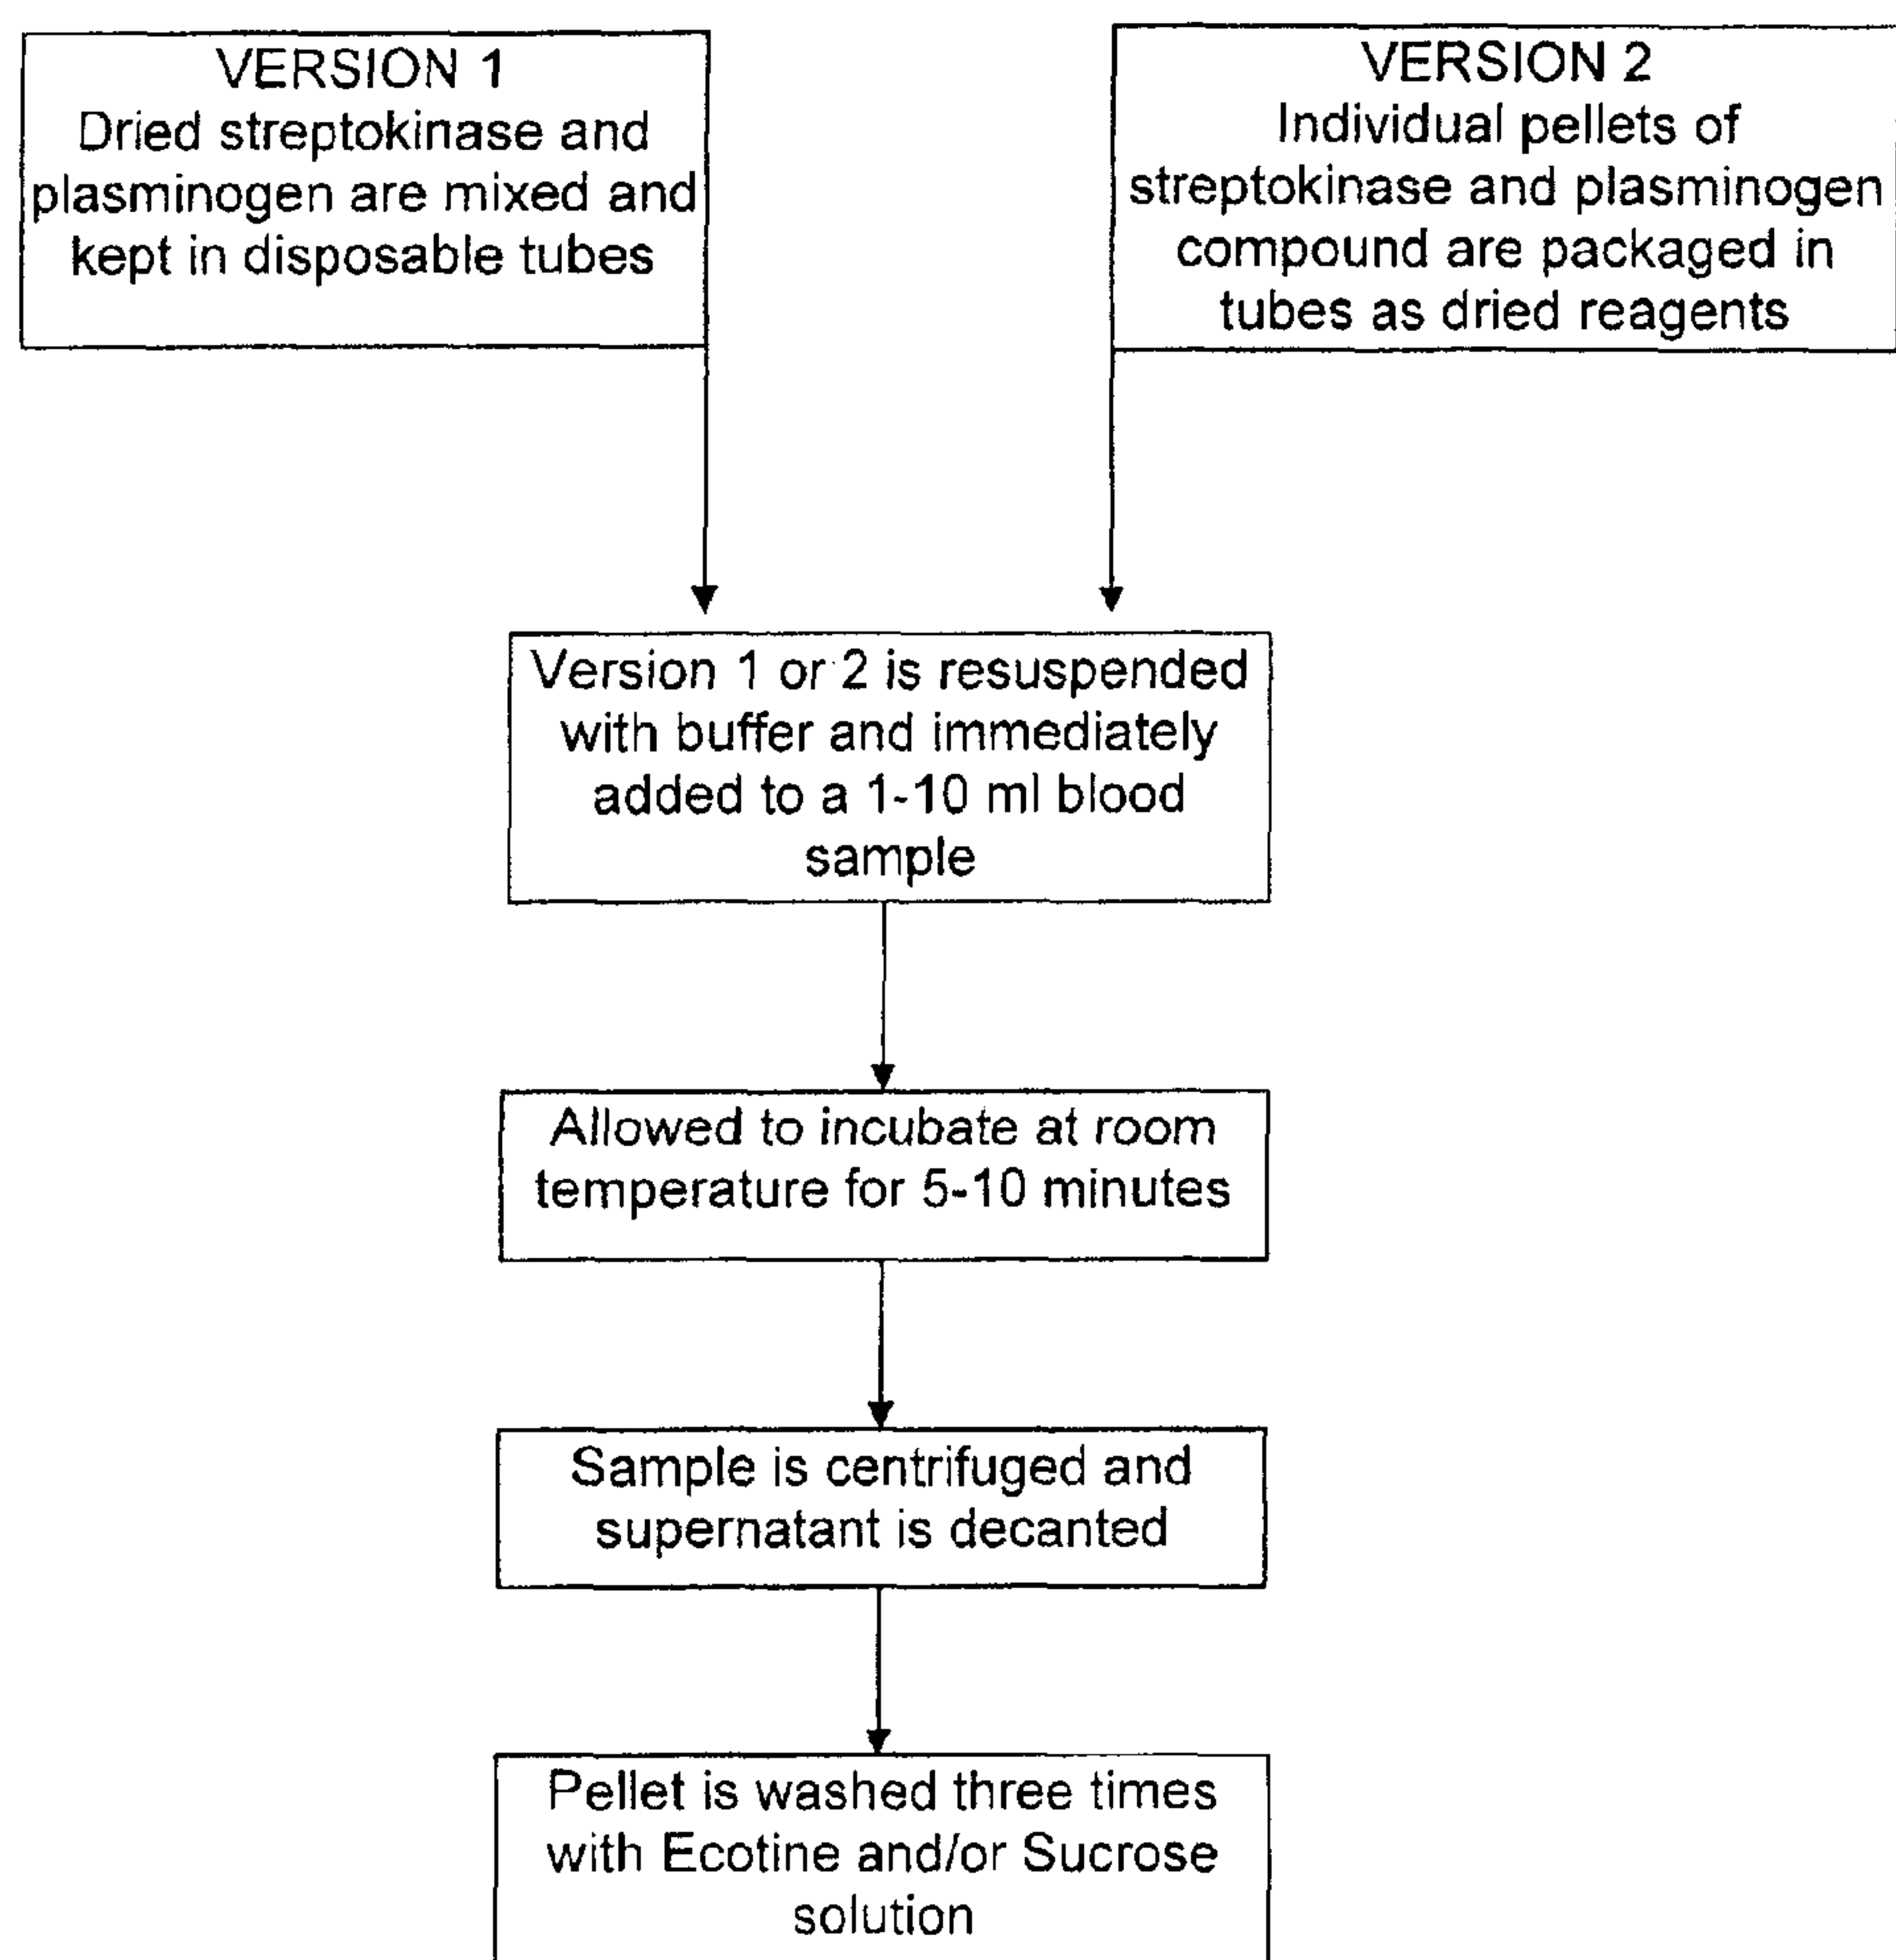 VERSION 1
Dried streptokinase and
plasminogen are mixed and
kept in disposable tubes
VERSION 2
Individual pellets of
streptokinase and plasminogen
compound are packaged in
tubes as dried reagents
Version 1 or 2 is resuspended
with buffer and immediately
added to a 1-10 ml blood
sample
Allowed to incubate at room
temperature for 5-10 minutes
Sample is centrifuged and
supernatant is decanted
Pellet is washed three times
with Ecotine and/or Sucrose
solution